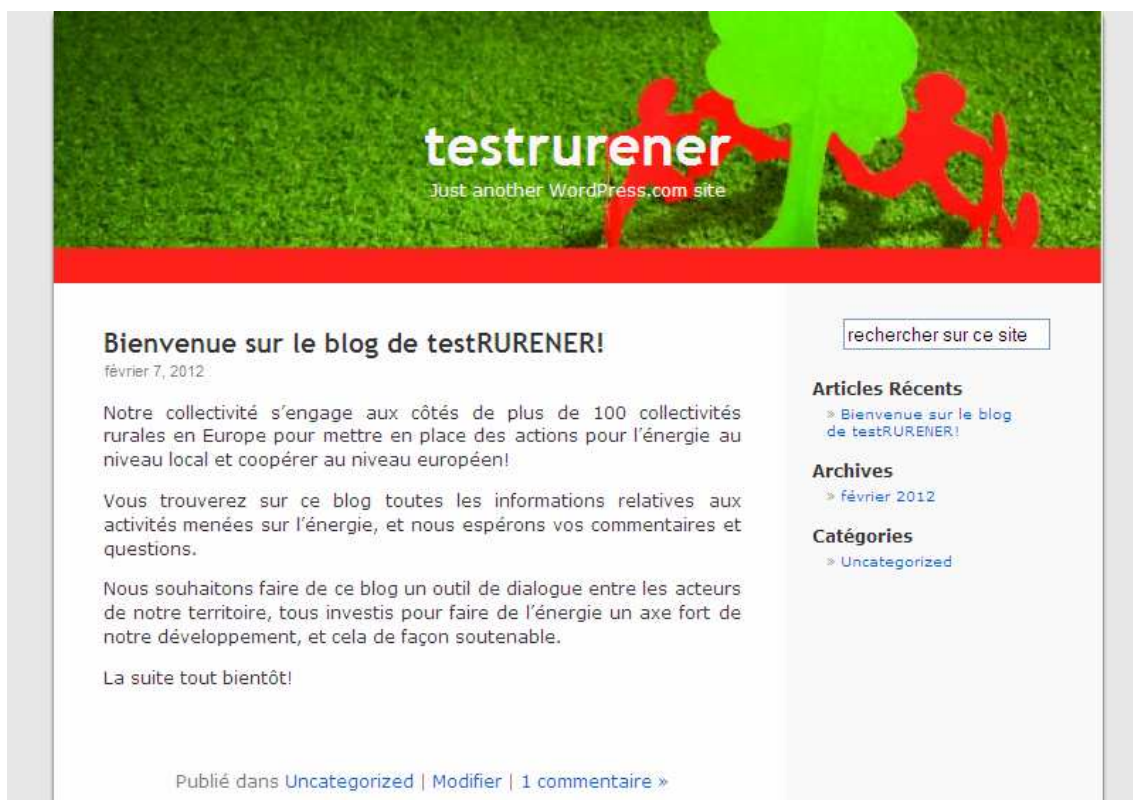 testrurener
Just another WordPress.com site
Bienvenue sur le blog de testRURENER!
février 7, 2012
Notre collectivité s’engage aux côtés de plus de 100 collectivités
rurales en Europe pour mettre en place des actions pour l’énergie au
niveau local et coopérer au niveau européen!
Vous trouverez sur ce blog toutes les informations relatives aux
activités menées sur l’énergie, et nous espérons vos commentaires et
questions.
Nous souhaitons faire de ce blog un outil de dialogue entre les acteurs
de notre territoire, tous investis pour faire de l’énergie un axe fort de
notre développement, et cela de façon soutenable.
La suite tout bientôt!
Publié dans Uncategorized | Modifier | 1 commentaire »
rechercher sur ce site
Articles Récents
» Bienvenue sur le blog
de testRURENER!
Archives
» février 2012
Catégories
» Uncategorized